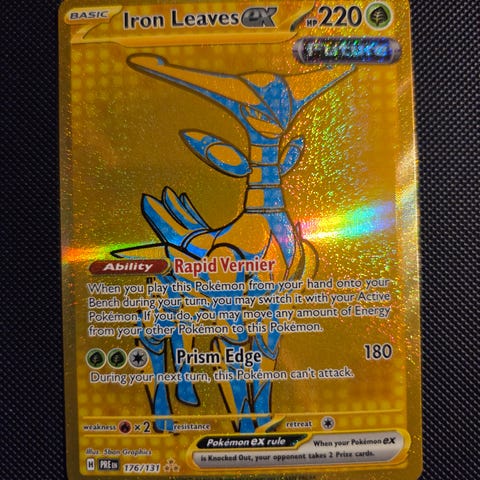 BASIC Iron Leaves ex HP 220
Future
Ability Rapid Vernier
When you play this Pokémon from your hand onto your
Bench during your turn, you may switch it with your Active
Pokémon. If you do, you may move any amount of Energy
from your other Pokémon to this Pokémon.
Prism Edge 180
During your next turn, this Pokémon can't attack.
weakness ×2 resistance retreat
Illus. 5ban Graphics
Pokémon ex rule When your Pokémon ex
is Knocked Out, your opponent takes 2 Prize cards.
H PRE EN 176/131